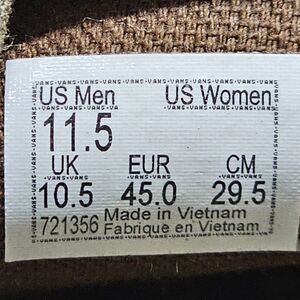 US Men US Women
11.5
UK EUR CM
10.5 45.0 29.5
721356 Made in Vietnam
Fabrique en Vietnam